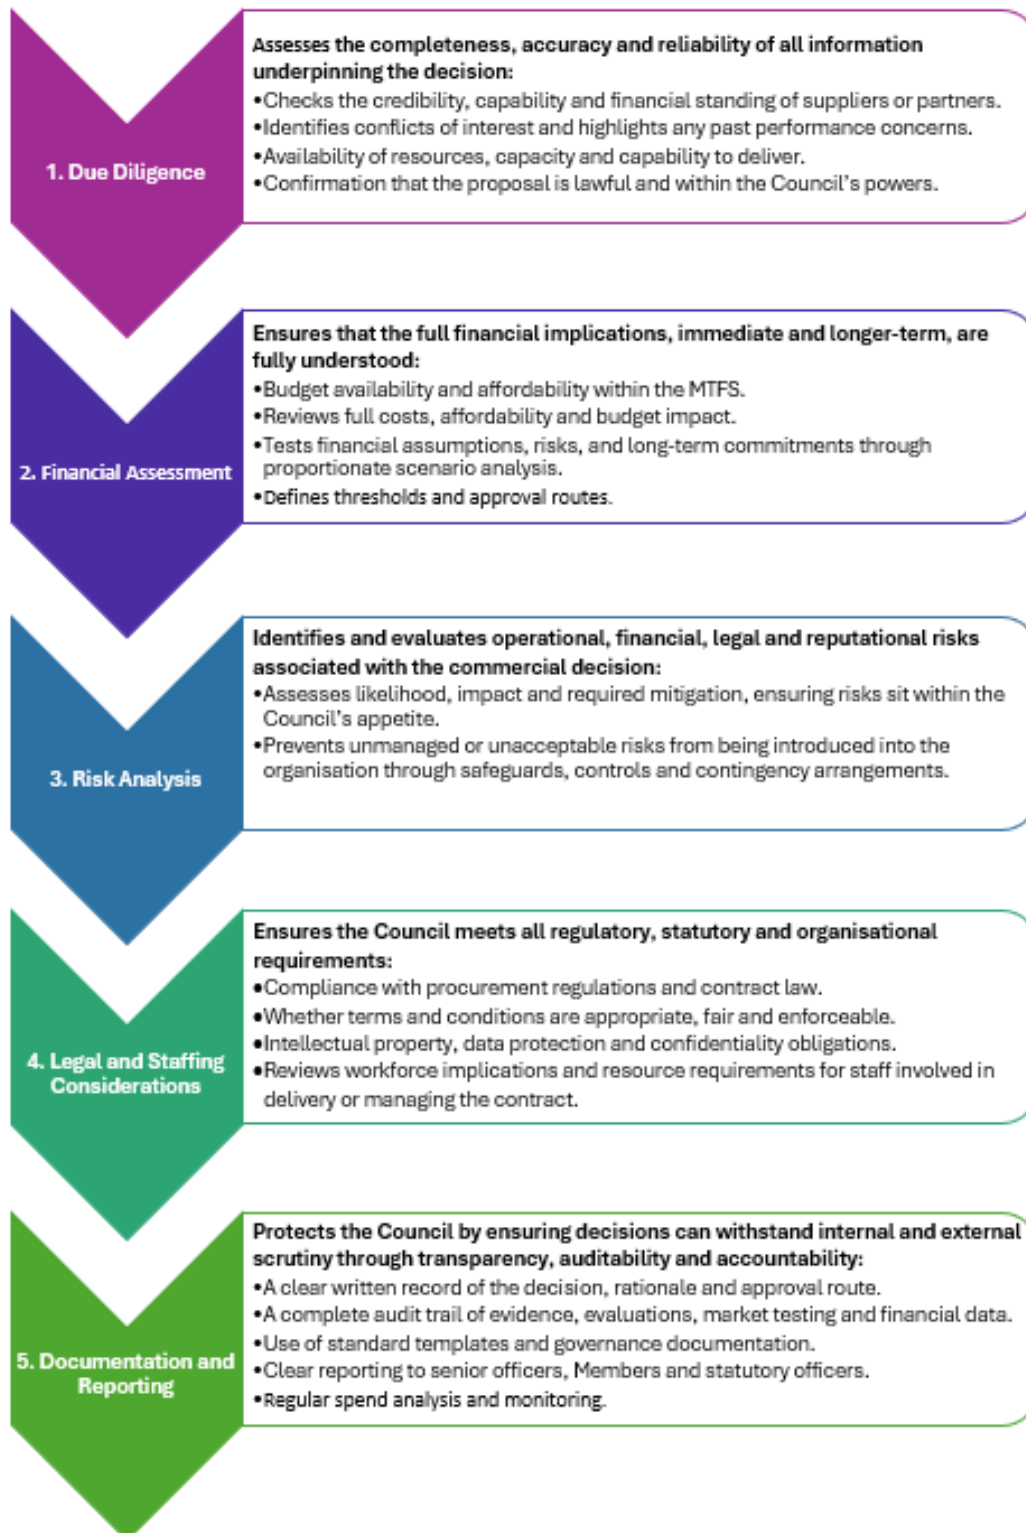 Assesses the completeness, accuracy and reliability of all information
underpinning the decision:
•Checks the credibility, capability and financial standing of suppliers or partners.
•Identifies conflicts of interest and highlights any past performance concerns.
1. Due Diligence
•Availability of resources, capacity and capability to deliver.
•Confirmation that the proposal is lawful and within the Council's powers.
Ensures that the full financial implications, immediate and longer-term, are
fully understood:
•Budget availability and affordability within the MTFS.
•Reviews full costs, affordability and budget impact.
•Tests financial assumptions, risks, and long-term commitments through
proportionate scenario analysis.
2. Financial Assessment
•Defines thresholds and approval routes.
Identifies and evaluates operational, financial, legal and reputational risks
associated with the commercial decision:
•Assesses likelihood, impact and required mitigation, ensuring risks sit within the
Council's appetite.
•Prevents unmanaged or unacceptable risks from being introduced into the
organisation through safeguards, controls and contingency arrangements.
3. Risk Analysis
Ensures the Council meets all regulatory, statutory and organisational
requirements:
•Compliance with procurement regulations and contract law.
•Whether terms and conditions are appropriate, fair and enforceable.
•Intellectual property, data protection and confidentiality obligations.
4. Legal and Staffing
Considerations
•Reviews workforce implications and resource requirements for staff involved in
delivery or managing the contract.
Protects the Council by ensuring decisions can withstand internal and external
scrutiny through transparency, auditability and accountability:
•A clear written record of the decision, rationale and approval route.
•A complete audit trail of evidence, evaluations, market testing and financial data.
•Use of standard templates and governance documentation.
5. Documentation and
Reporting
•Clear reporting to senior officers, Members and statutory officers.
•Regular spend analysis and monitoring.